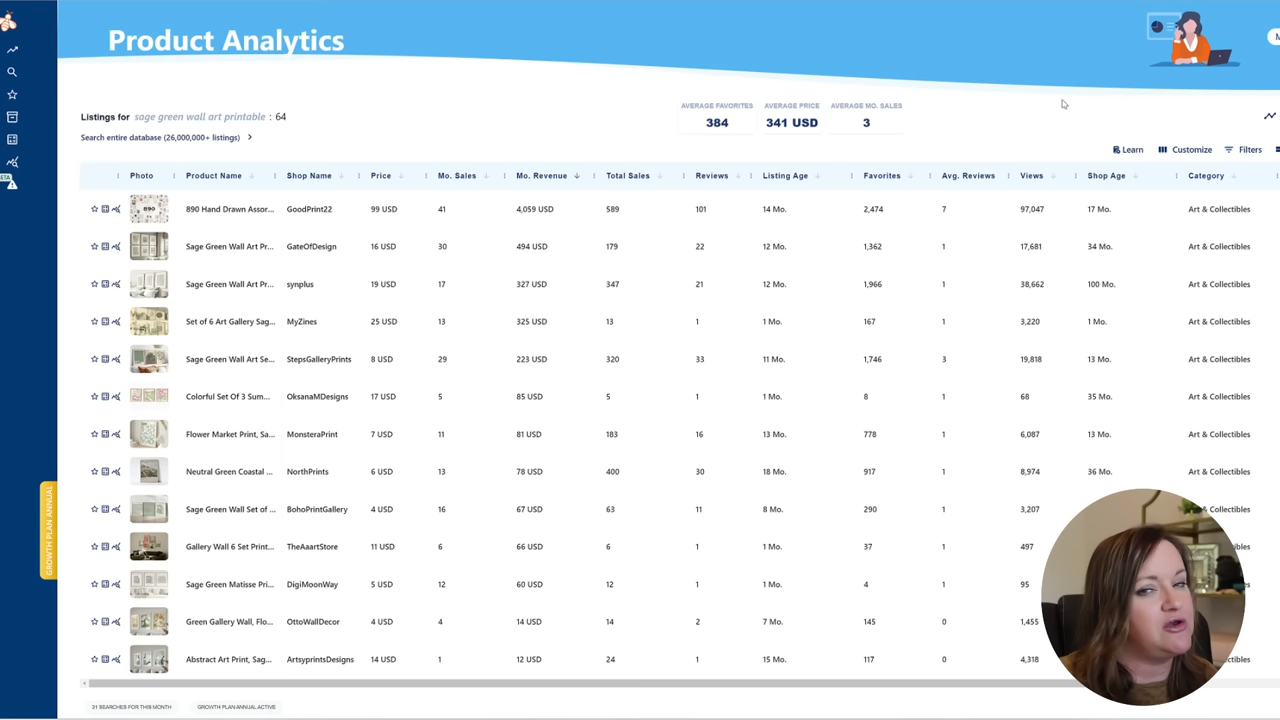 Product Analytics
Listings for sage green wall art printable : 64
Search entire database (26,000,000+ listings)
AVERAGE FAVORITES AVERAGE PRICE AVERAGE MO. SALES
384 341 USD 3
Learn Customize Filters
Photo Product Name Shop Name Price Mo. Sales Mo. Revenue Total Sales Reviews Listing Age Favorites Avg. Reviews Views Shop Age Category
890 Hand Drawn Assor... GoodPrint22 99 USD 41 4,059 USD 589 101 14 Mo. 2,474 7 97,047 17 Mo. Art & Collectibles
Sage Green Wall Art Pr... GateOfDesign 16 USD 30 494 USD 179 22 12 Mo. 1,362 1 17,681 34 Mo. Art & Collectibles
Sage Green Wall Art Pr... synplus 19 USD 17 327 USD 347 21 12 Mo. 1,966 1 38,662 100 Mo. Art & Collectibles
Set of 6 Art Gallery Sag... MyZines 25 USD 13 325 USD 13 1 1 Mo. 167 1 3,220 1 Mo. Art & Collectibles
Sage Green Wall Art Se... StepsGalleryPrints 8 USD 29 223 USD 320 33 11 Mo. 1,746 3 19,818 13 Mo. Art & Collectibles
Colorful Set Of 3 Sum... OksanaMDesigns 17 USD 5 85 USD 5 1 1 Mo. 8 1 68 35 Mo. Art & Collectibles
Flower Market Print, Sa... MonsteraPrint 7 USD 11 81 USD 183 16 13 Mo. 778 1 6,087 13 Mo. Art & Collectibles
Neutral Green Coastal ... NorthPrints 6 USD 13 78 USD 400 30 18 Mo. 917 1 8,974 36 Mo. Art & Collectibles
Sage Green Wall Set of ... BohoPrintGallery 4 USD 16 67 USD 63 11 8 Mo. 290 1 3,207 & Collectibles
Gallery Wall 6 Set Print... TheAaartStore 11 USD 6 66 USD 6 1 1 Mo. 37 1 497
Sage Green Matisse Pri... DigiMoonWay 5 USD 12 60 USD 12 1 1 Mo. 4 1 95
Green Gallery Wall, Flo... OttoWallDecor 4 USD 4 14 USD 14 2 7 Mo. 145 0 1,455
Abstract Art Print, Sag... ArtsyprintsDesigns 14 USD 1 12 USD 24 1 15 Mo. 117 0 4,318
GROWTH PLAN ANNUAL
BETA
890
31 SEARCHES FOR THIS MONTH GROWTH PLAN ANNUAL ACTIVE